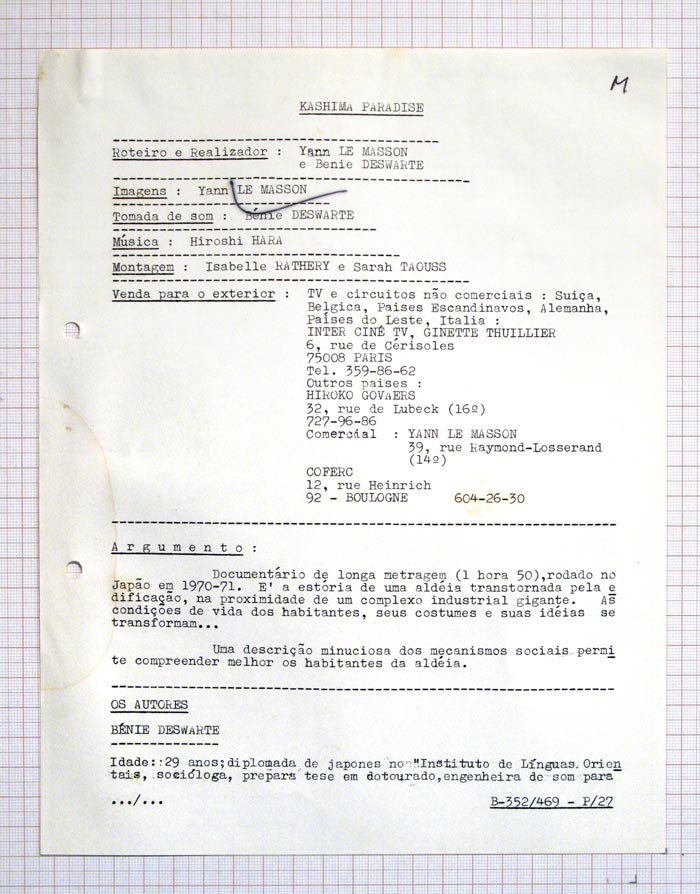 M
KASHIMA PARADISE
Roteiro e Realizador : Yann LE MASSON
e Benie DESWARTE
Imagens : Yann LE MASSON
Tomada de som : Bénie DESWARTE
Música : Hiroshi HARA
Montagem : Isabelle RATHERY e Sarah TAOUSS
Venda para o exterior : TV e circuitos não comerciais : Suiça,
Belgica, Paises Escandinavos, Alemanha,
Países do Leste, Italia :
INTER CINÉ TV, GINETTE THUILLIER
6, rue de Cérisoles
75008 PARIS
Tel. 359-86-62
Outros paises :
HIROKO GOVAERS
32, rue de Lubeck (16º)
727-96-86
Comercial : YANN LE MASSON
39, rue Raymond-Losserand
(14º)
COFERC
12, rue Heinrich
92 - BOULOGNE 604-26-30
A r g u m e n t o :
Documentário de longa metragem (1 hora 50),rodado no
Japão em 1970-71. E' a estória de uma aldéia transtornada pela e
dificação, na proximidade de um complexo industrial gigante. As
condições de vida dos habitantes, seus costumes e suas idéias se
transformam...
Uma descrição minuciosa dos mecanismos sociais permi
te compreender melhor os habitantes da aldéia.
OS AUTORES
BÉNIE DESWARTE
Idade: :29 anos;diplomada de japones no "Instituto de Línguas Orien
tais, socióloga, prepara tese em dotourado,engenheira de som para
.../... B-352/469 - P/27